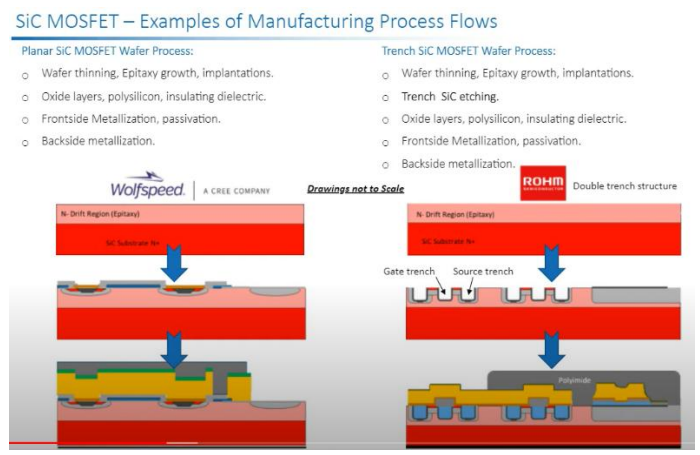 SiC MOSFET – Examples of Manufacturing Process Flows
Planar SiC MOSFET Wafer Process:
o Wafer thinning, Epitaxy growth, implantations.
o Oxide layers, polysilicon, insulating dielectric.
o Frontside Metallization, passivation.
o Backside metallization.
Trench SiC MOSFET Wafer Process:
o Wafer thinning, Epitaxy growth, implantations.
o Trench SiC etching.
o Oxide layers, polysilicon, insulating dielectric.
o Frontside Metallization, passivation.
o Backside metallization.
Wolfspeed. | A CREE COMPANY
Drawings not to Scale
ROHM
SEMICONDUCTOR
Double trench structure
N- Drift Region (Epitaxy)
SiC Substrate N+
N- Drift Region (Epitaxy)
SiC Substrate N+
Gate trench
Source trench
Polyimide